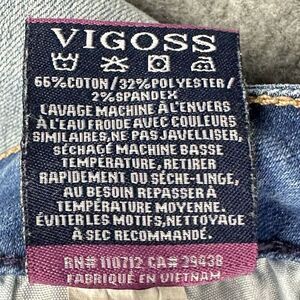 VIGOSS
66%COTON/32%POLYESTER/
2%SPANDEX
LAVAGE MACHINE À L'ENVERS
À L'EAU FROIDE AVEC COULEURS
SIMILAIRES, NE PAS JAVELLISER,
SÉCHAGE MACHINE BASSE
TEMPÉRATURE, RETIRER
RAPIDEMENT OU SÈCHE-LINGE,
AU BESOIN REPASSER À
TEMPÉRATURE MOYENNE.
ÉVITER LES MOTIFS, NETTOYAGE
À SEC RECOMMANDÉ.
RN# 110712 CA# 29438
FABRIQUÉ EN VIETNAM